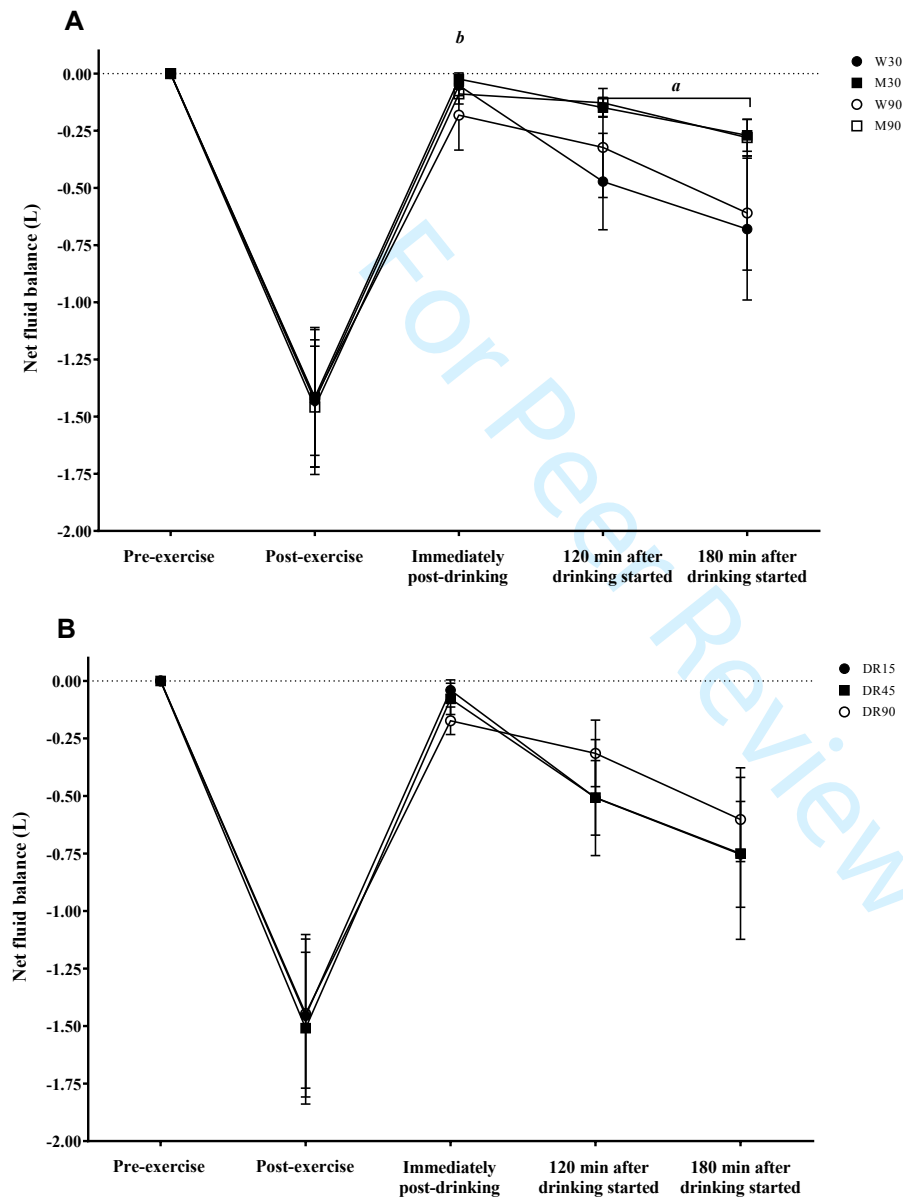 A
b
a
W30
M30
W90
M90
Net fluid balance (L)
0.00
-0.25
-0.50
-0.75
-1.00
-1.25
-1.50
-1.75
-2.00
Pre-exercise
Post-exercise
Immediately
post-drinking
120 min after
drinking started
180 min after
drinking started
For Peer Review
B
DR15
DR45
DR90
Net fluid balance (L)
0.00
-0.25
-0.50
-0.75
-1.00
-1.25
-1.50
-1.75
-2.00
Pre-exercise
Post-exercise
Immediately
post-drinking
120 min after
drinking started
180 min after
drinking started